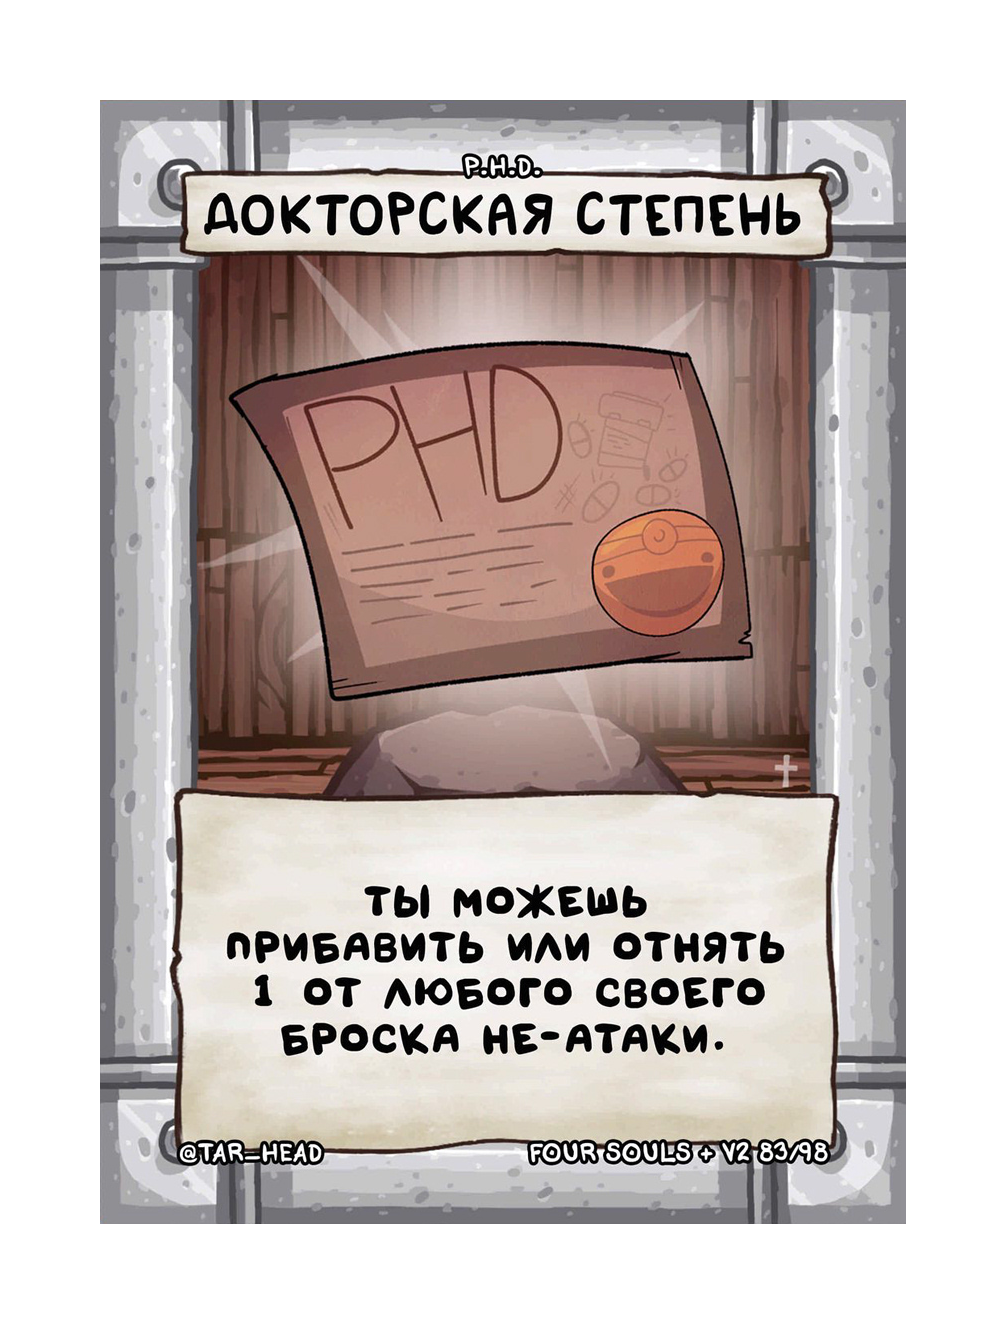 P.H.D.
ДОКТОРСКАЯ СТЕПЕНЬ
PHD
ТЫ МОЖЕШЬ
ПРИБАВИТЬ ИЛИ ОТНЯТЬ
1 ОТ ЛЮБОГО СВОЕГО
БРОСКА НЕ-АТАКИ.
@TAR_HEAD
FOUR SOULS + V2 83/98